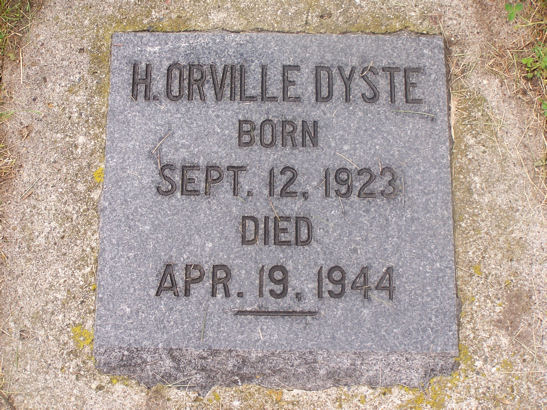 H. ORVILLE DYSTE
BORN
SEPT. 12, 1923
DIED
APR. 19, 1944